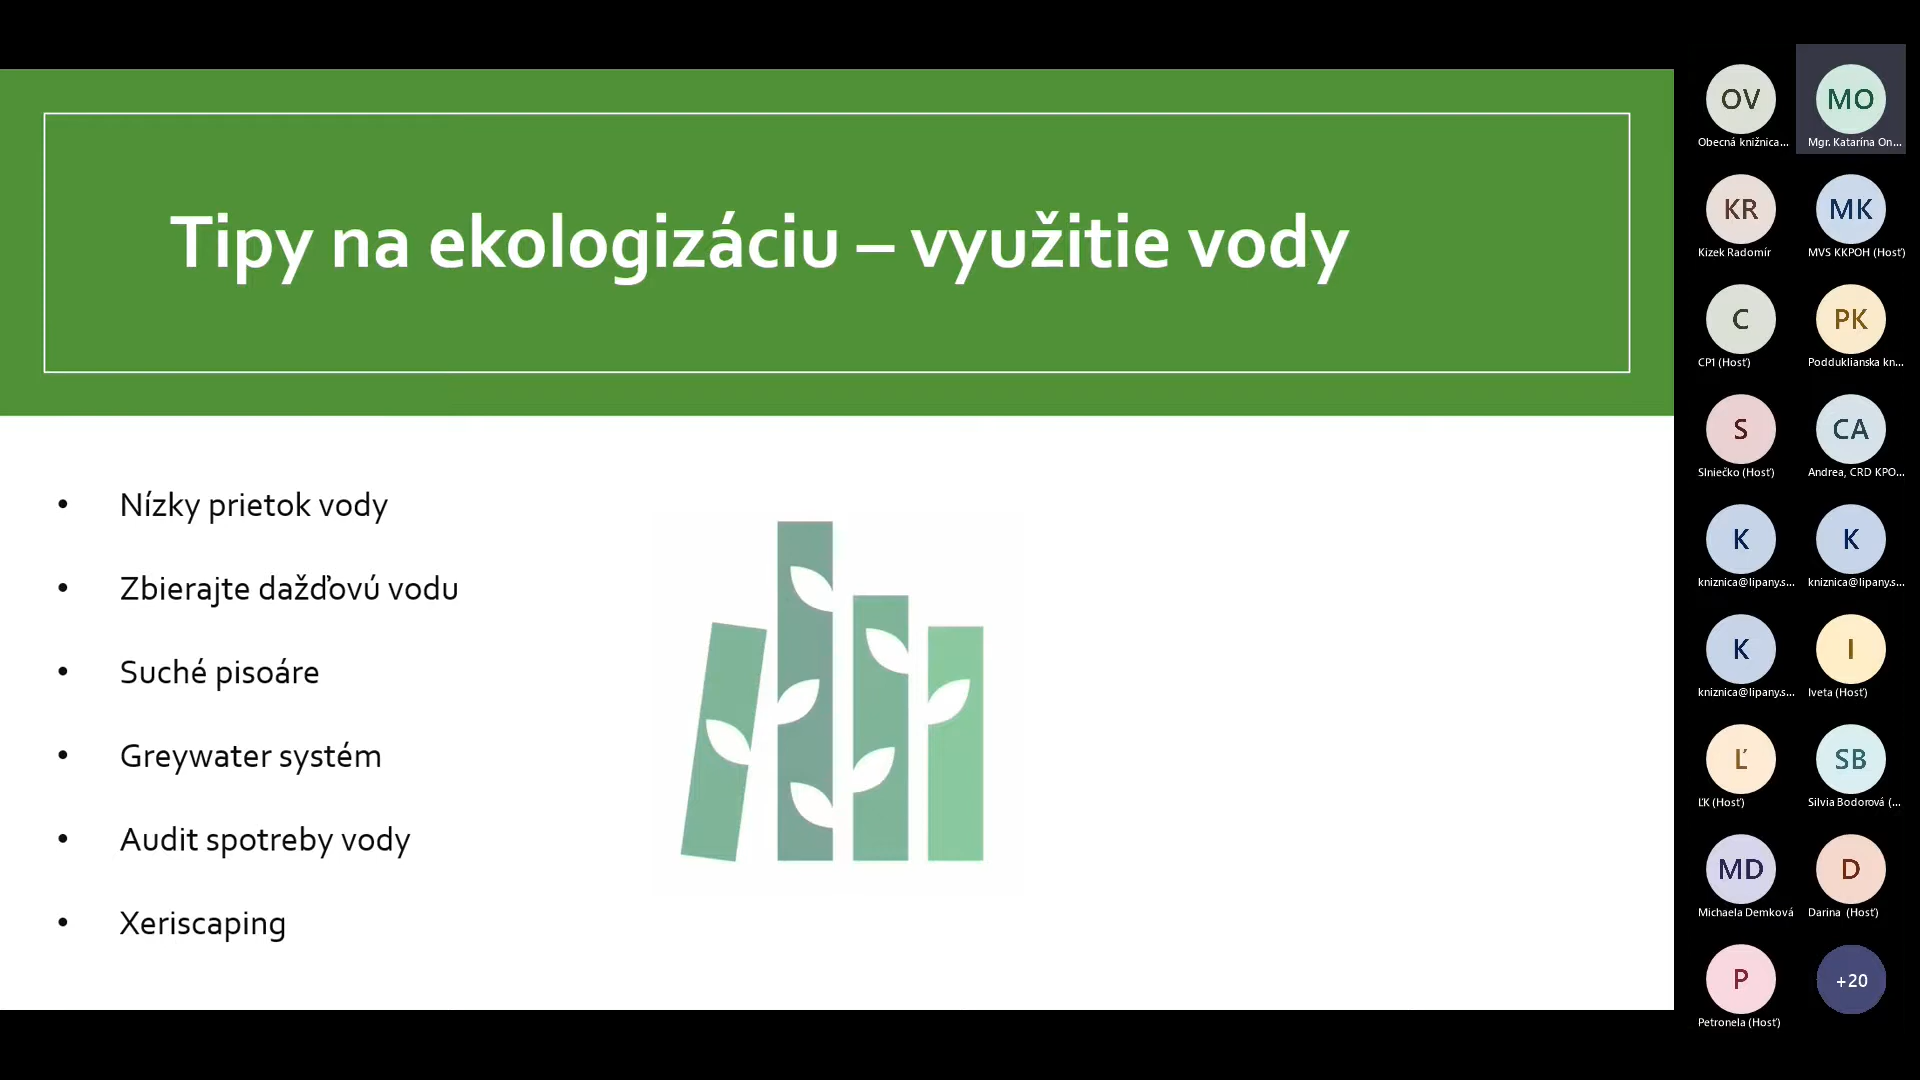 Tipy na ekologizáciu – využitie vody
• Nízky prietok vody
• Zbierajte dažďovú vodu
• Suché pisoáre
• Greywater systém
• Audit spotreby vody
• Xeriscaping
OV
Obecná knižnica...
MO
Mgr. Katarína On...
KR
Kizek Radomír
MK
MVS KKPOH (Hosť)
C
CP1 (Hosť)
PK
Podduklianska kn...
S
Slniečko (Hosť)
CA
Andrea, CRD KPO...
K
kniznica@lipany.s...
K
kniznica@lipany.s...
K
kniznica@lipany.s...
I
Iveta (Hosť)
Ľ
ĽK (Hosť)
SB
Silvia Bodorová (...
MD
Michaela Demková
D
Darina (Hosť)
P
Petronela (Hosť)
+20